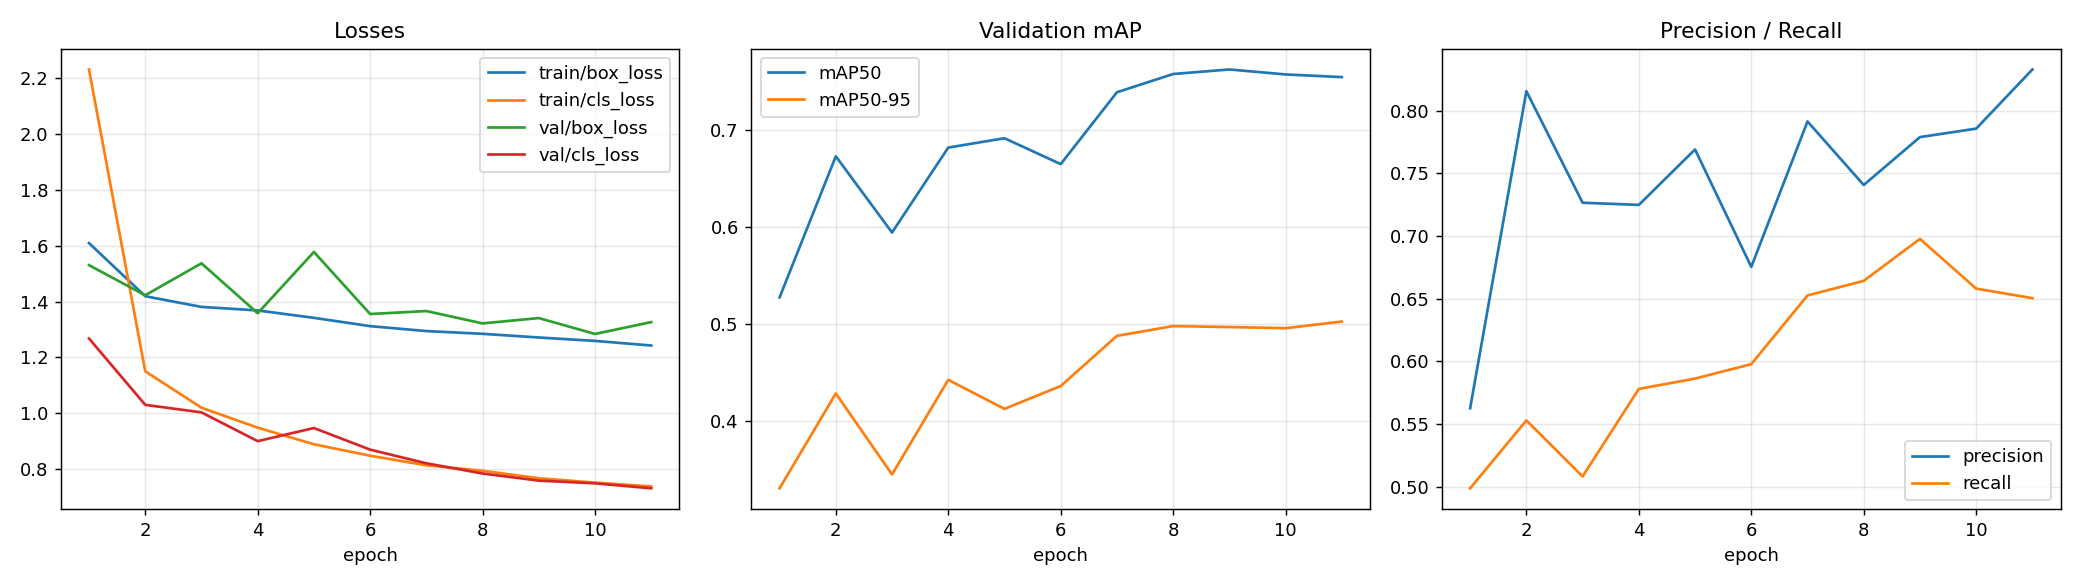 Losses
2.2
2.0
1.8
1.6
1.4
1.2
1.0
0.8
train/box_loss
train/cls_loss
val/box_loss
val/cls_loss
2 4 6 8 10
epoch
Validation mAP
0.7
0.6
0.5
0.4
mAP50
mAP50-95
2 4 6 8 10
epoch
Precision / Recall
0.80
0.75
0.70
0.65
0.60
0.55
0.50
precision
recall
2 4 6 8 10
epoch